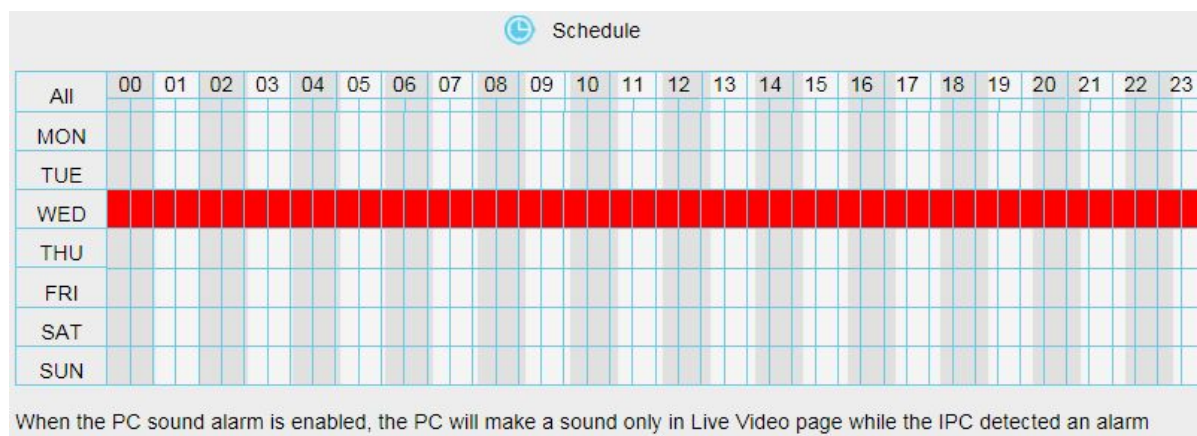 Schedule
All 00 01 02 03 04 05 06 07 08 09 10 11 12 13 14 15 16 17 18 19 20 21 22 23
MON
TUE
WED
THU
FRI
SAT
SUN
When the PC sound alarm is enabled, the PC will make a sound only in Live Video page while the IPC detected an alarm